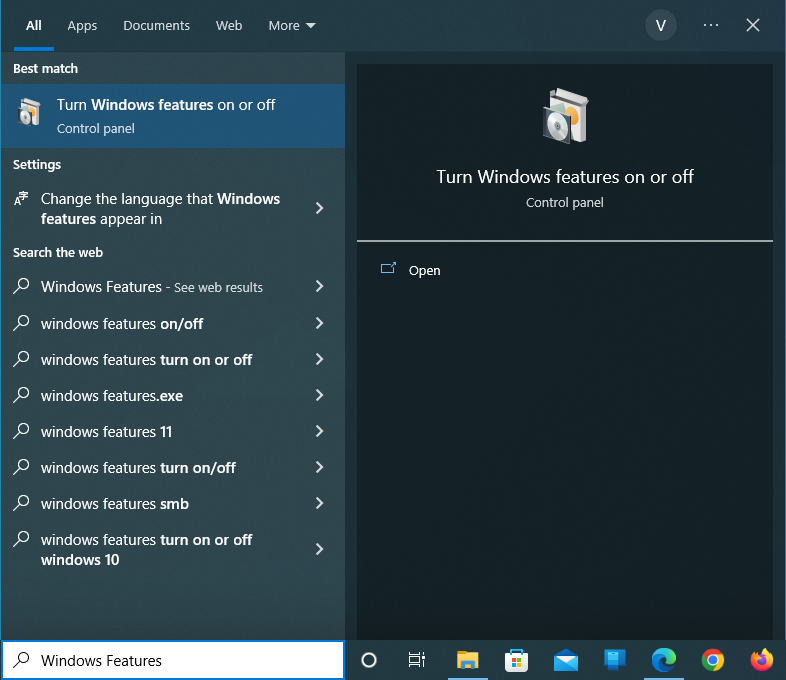 All Apps Documents Web More V
Best match
Turn Windows features on or off
Control panel
Settings
Change the language that Windows
features appear in
Search the web
Windows Features - See web results
windows features on/off
windows features turn on or off
windows features.exe
windows features 11
windows features turn on/off
windows features smb
windows features turn on or off
windows 10
Turn Windows features on or off
Control panel
Open
Windows Features